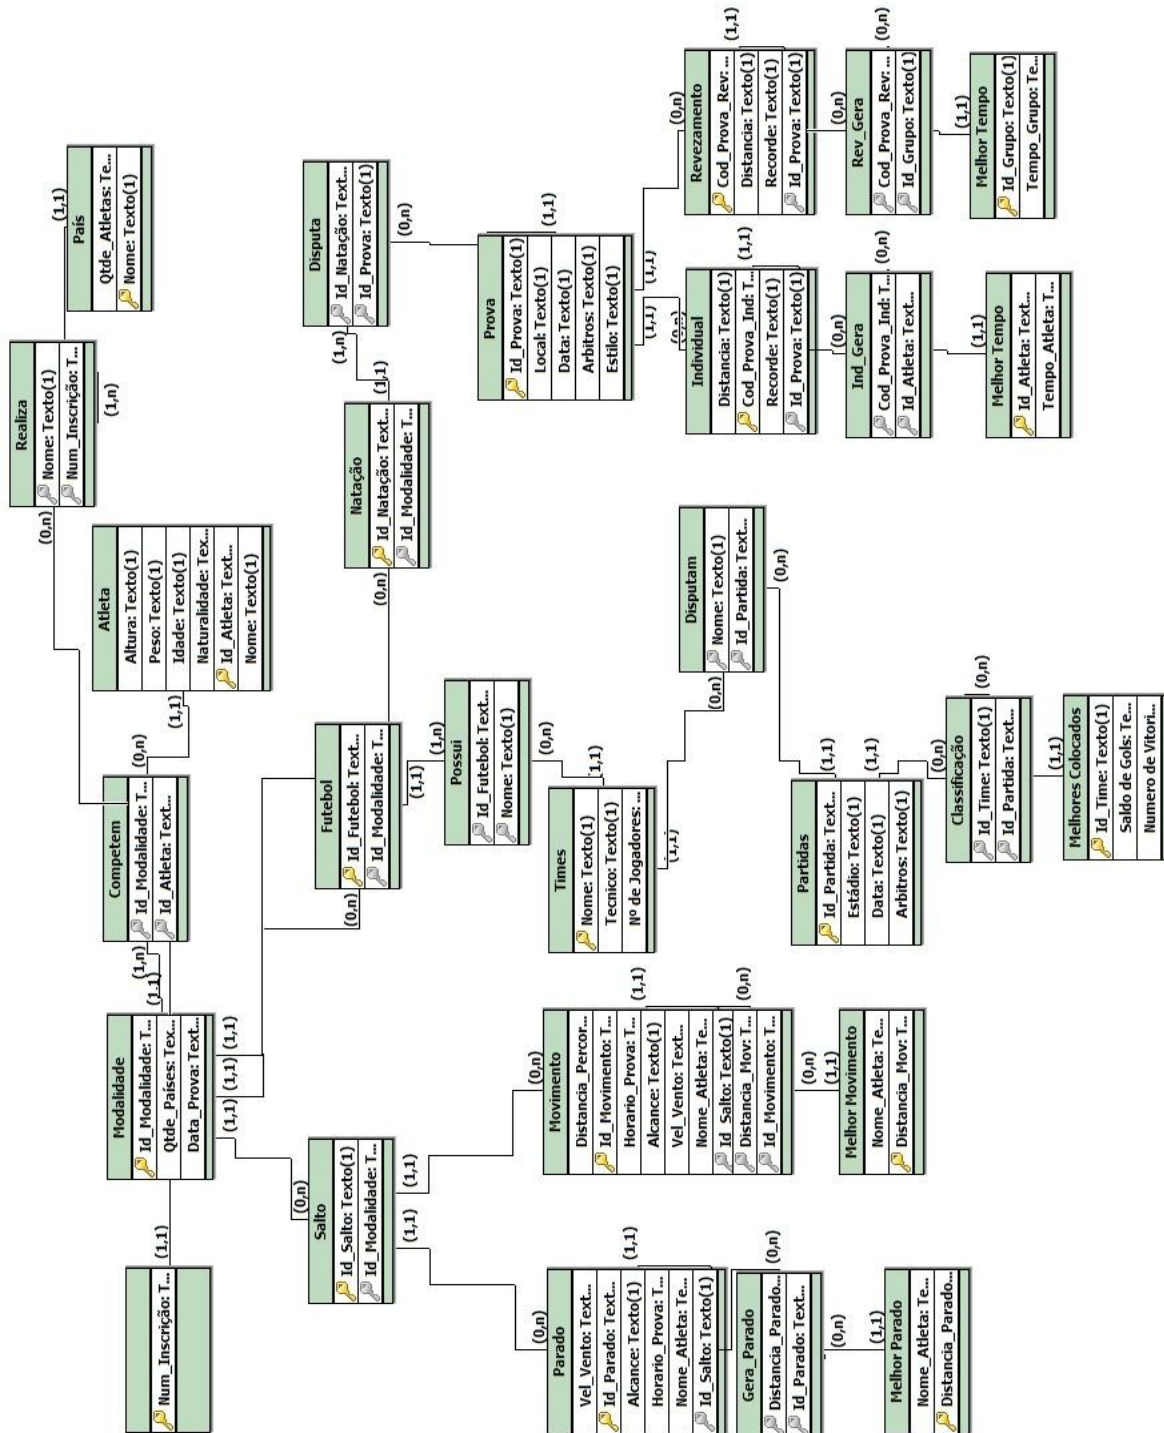 Realiza
Nome: Texto(1)
Num_Inscrição: T...
(1,n)
(0,n)
(1,1)
País
Qtde_Atletas: Te...
Nome: Texto(1)
Atleta
Altura: Texto(1)
Peso: Texto(1)
Idade: Texto(1)
Naturalidade: Tex...
Id_Atleta: Text...
Nome: Texto(1)
(1,1)
(0,n)
Competem
Id_Modalidade: T...
Id_Atleta: Text...
(1,n)
(1,1)
Modalidade
Id_Modalidade: T...
Qtde_Países: Tex...
Data_Prova: Text...
(1,1)
(1,1)
(1,1)
(1,1)
Num_Inscrição: T...
Disputa
Id_Natação: Text...
Id_Prova: Texto(1)
(1,n)
(0,n)
(1,1)
Natação
Id_Natação: Text...
Id_Modalidade: T...
(0,n)
Futebol
Id_Futebol: Text...
Id_Modalidade: T...
(0,n)
(1,1)
(1,n)
Possui
Id_Futebol: Text...
Nome: Texto(1)
(0,n)
(1,1)
Times
Nome: Texto(1)
Tecnico: Texto(1)
Nº de Jogadores: ...
(1,1)
(0,n)
Disputam
Nome: Texto(1)
Id_Partida: Text...
(0,n)
(1,1)
Partidas
Id_Partida: Text...
Estádio: Texto(1)
Data: Texto(1)
Arbitros: Texto(1)
(1,1)
(0,n)
(0,n)
Classificação
Id_Time: Texto(1)
Id_Partida: Text...
(1,1)
Melhores Colocados
Id_Time: Texto(1)
Saldo de Gols: Te...
Numero de Vitori...
Prova
Id_Prova: Texto(1)
Local: Texto(1)
Data: Texto(1)
Arbitros: Texto(1)
Estilo: Texto(1)
(1,1)
(1,1)
(1,1)
(0,n)
(0,n)
Revezamento
Cod_Prova_Rev: ...
Distancia: Texto(1)
Recorde: Texto(1)
Id_Prova: Texto(1)
(1,1)
(0,n)
(0,n)
Rev_Gera
Cod_Prova_Rev: ...
Id_Grupo: Texto(1)
(1,1)
Melhor Tempo
Id_Grupo: Texto(1)
Tempo_Grupo: Te...
Individual
Distancia: Texto(1)
Cod_Prova_Ind: T...
Recorde: Texto(1)
Id_Prova: Texto(1)
(1,1)
(0,n)
(0,n)
Ind_Gera
Cod_Prova_Ind: T...
Id_Atleta: Text...
(1,1)
Melhor Tempo
Id_Atleta: Text...
Tempo_Atleta: T...
(0,n)
Salto
Id_Salto: Texto(1)
Id_Modalidade: T...
(1,1)
(1,1)
(0,n)
Movimento
Distancia_Percor...
Id_Movimento: T...
Horario_Prova: T...
Alcance: Texto(1)
Vel_Vento: Text...
Nome_Atleta: Te...
Id_Salto: Texto(1)
Distancia_Mov: T...
Id_Movimento: T...
(1,1)
(0,n)
(0,n)
(1,1)
Melhor Movimento
Nome_Atleta: Te...
Distancia_Mov: T...
(0,n)
Parado
Vel_Vento: Text...
Id_Parado: Text...
Alcance: Texto(1)
Horario_Prova: T...
Nome_Atleta: Te...
Id_Salto: Texto(1)
(1,1)
(0,n)
Gera_Parado
Distancia_Parado...
Id_Parado: Text...
(0,n)
(1,1)
Melhor Parado
Nome_Atleta: Te...
Distancia_Parado...